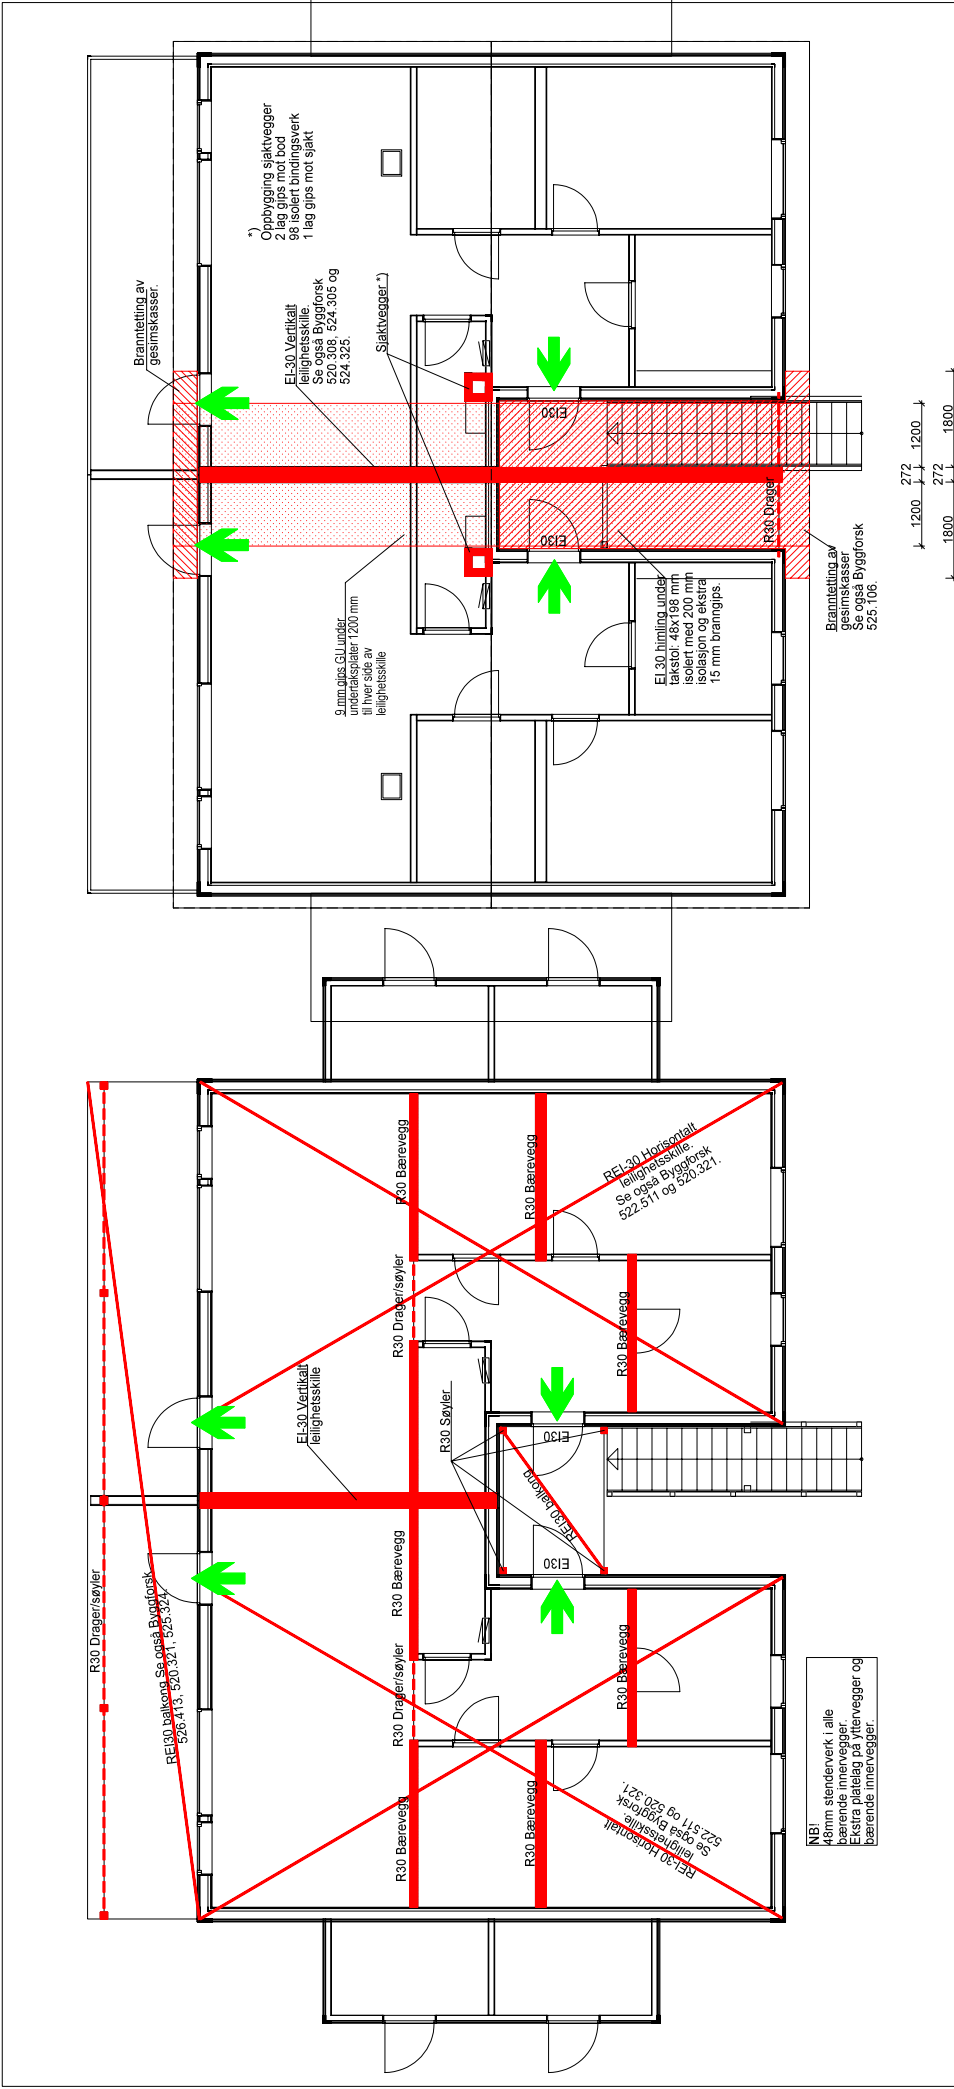 R30 Drager/søyler
REI30 balkong Se også Byggforsk
526.413, 520.321, 525.324.
EI-30 Vertikalt
leilighetsskille
R30 Bærevegg
R30 Drager/søyler
R30 Bærevegg
R30 Drager/søyler
R30 Bærevegg
R30 Søyler
R30 Bærevegg
R30 Bærevegg
EI30
EI30
REI30 balkong
R30 Bærevegg
R30 Bærevegg
REI-30 Horisontalt
leilighetsskille.
Se også Byggforsk
522.511 og 520.321.
REI-30 Horisontalt
leilighetsskille.
Se også Byggforsk
522.511 og 520.321.
NB!
48mm stenderverk i alle
bærende innervegger.
Ekstra platelag på yttervegger og
bærende innervegger.
Branntetting av
gesimskasser.
*)
Oppbygging sjaktvegger
2 lag gips mot bod
98 isolert bindingsverk
1 lag gips mot sjakt
EI-30 Vertikalt
leilighetsskille.
Se også Byggforsk
520.308, 524.305 og
524.325.
Sjaktvegger *)
9 mm gips GU under
undertaksplater 1200 mm
til hver side av
leilighetsskille
EI30
EI30
EI 30 himling under
takstol: 48x198 mm
isolert med 200 mm
isolasjon og ekstra
15 mm branngips.
R30 Drager
Branntetting av
gesimskasser
Se også Byggforsk
525.106.
1200
272
1200
1800
272
1800